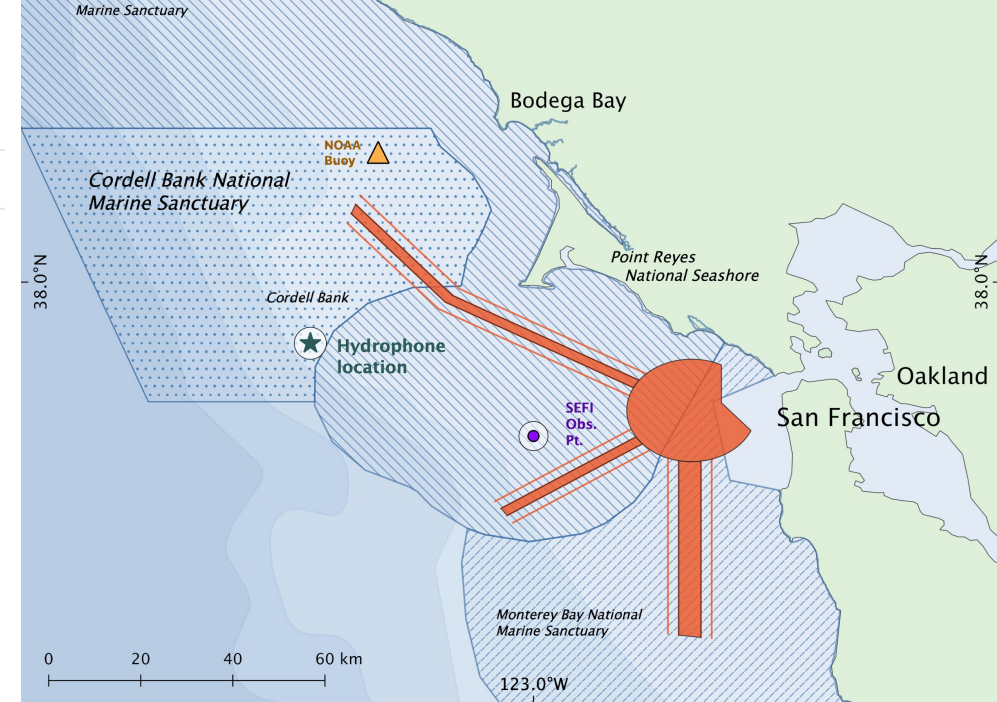 Marine Sanctuary
Bodega Bay
NOAA
Buoy
Cordell Bank National
Marine Sanctuary
Point Reyes
National Seashore
38.0°N
38.0°N
Cordell Bank
Hydrophone
location
Oakland
SEFI
Obs.
Pt.
San Francisco
Monterey Bay National
Marine Sanctuary
0 20 40 60 km
123.0°W